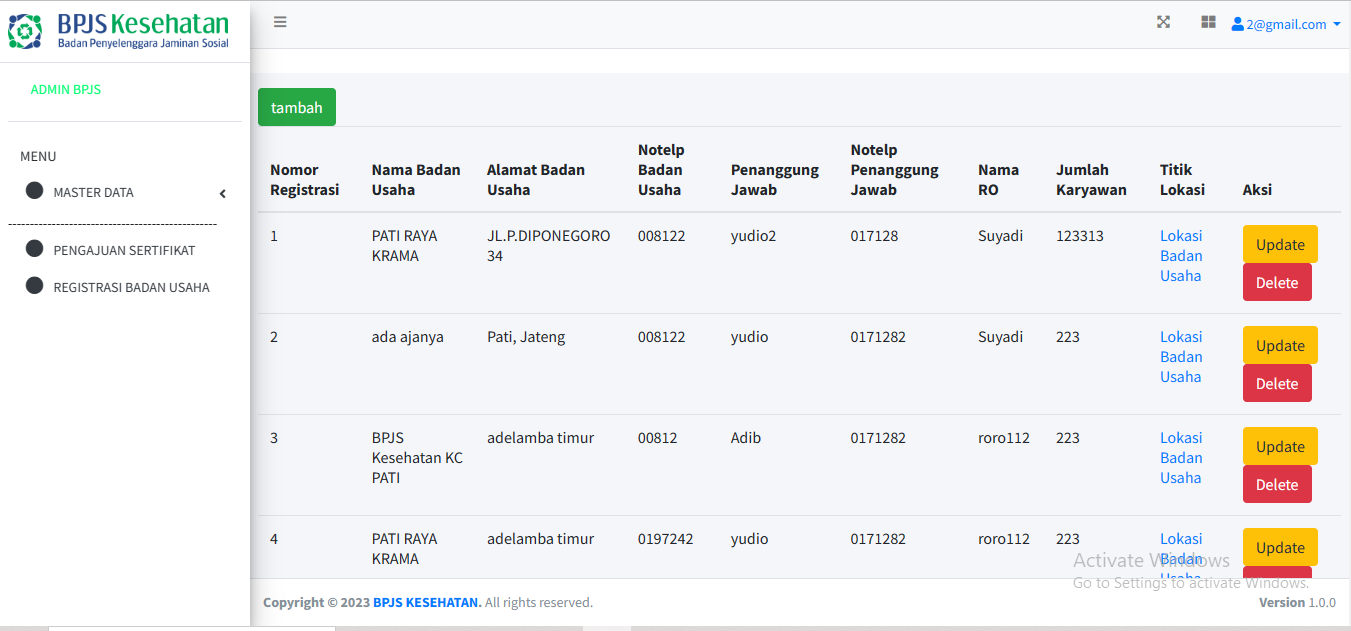 BPJS Kesehatan
Badan Penyelenggara Jaminan Sosial
2@gmail.com
ADMIN BPJS
MENU
MASTER DATA
------------------------------------------------
PENGAJUAN SERTIFIKAT
REGISTRASI BADAN USAHA
tambah
Nomor Registrasi Nama Badan Usaha Alamat Badan Usaha Notelp Badan Usaha Penanggung Jawab Notelp Penanggung Jawab Nama RO Jumlah Karyawan Titik Lokasi Aksi
1 PATI RAYA KRAMA JL.P.DIPONEGORO 34 008122 yudio2 017128 Suyadi 123313 Lokasi Badan Usaha Update Delete
2 ada ajanya Pati, Jateng 008122 yudio 0171282 Suyadi 223 Lokasi Badan Usaha Update Delete
3 BPJS Kesehatan KC PATI adelamba timur 00812 Adib 0171282 roro112 223 Lokasi Badan Usaha Update Delete
4 PATI RAYA KRAMA adelamba timur 0197242 yudio 0171282 roro112 223 Lokasi Badan Usaha Update
Activate Windows
Go to Settings to activate Windows.
Copyright © 2023 BPJS KESEHATAN. All rights reserved.
Version 1.0.0